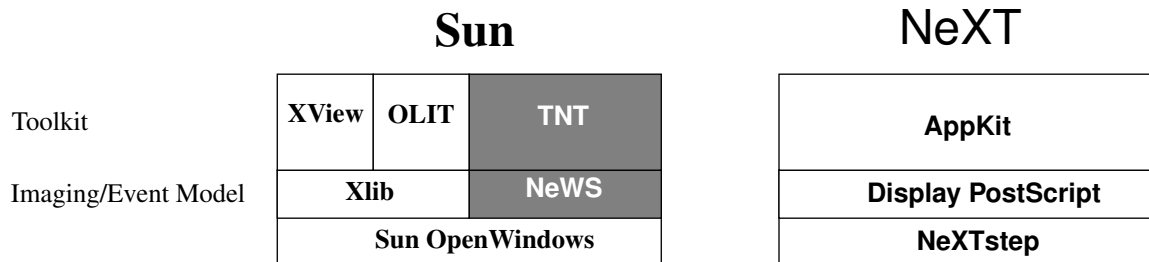 Sun NeXT
Toolkit XView OLIT TNT AppKit
Imaging/Event Model Xlib NeWS Display PostScript
Sun OpenWindows NeXTstep